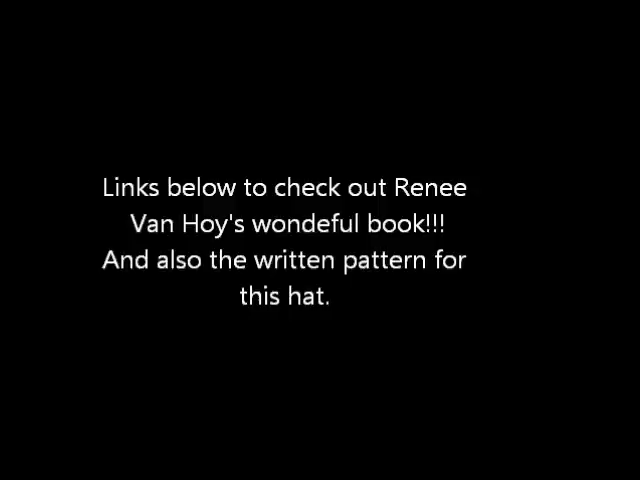 Links below to check out Renee
Van Hoy's wondeful book!!!
And also the written pattern for
this hat.